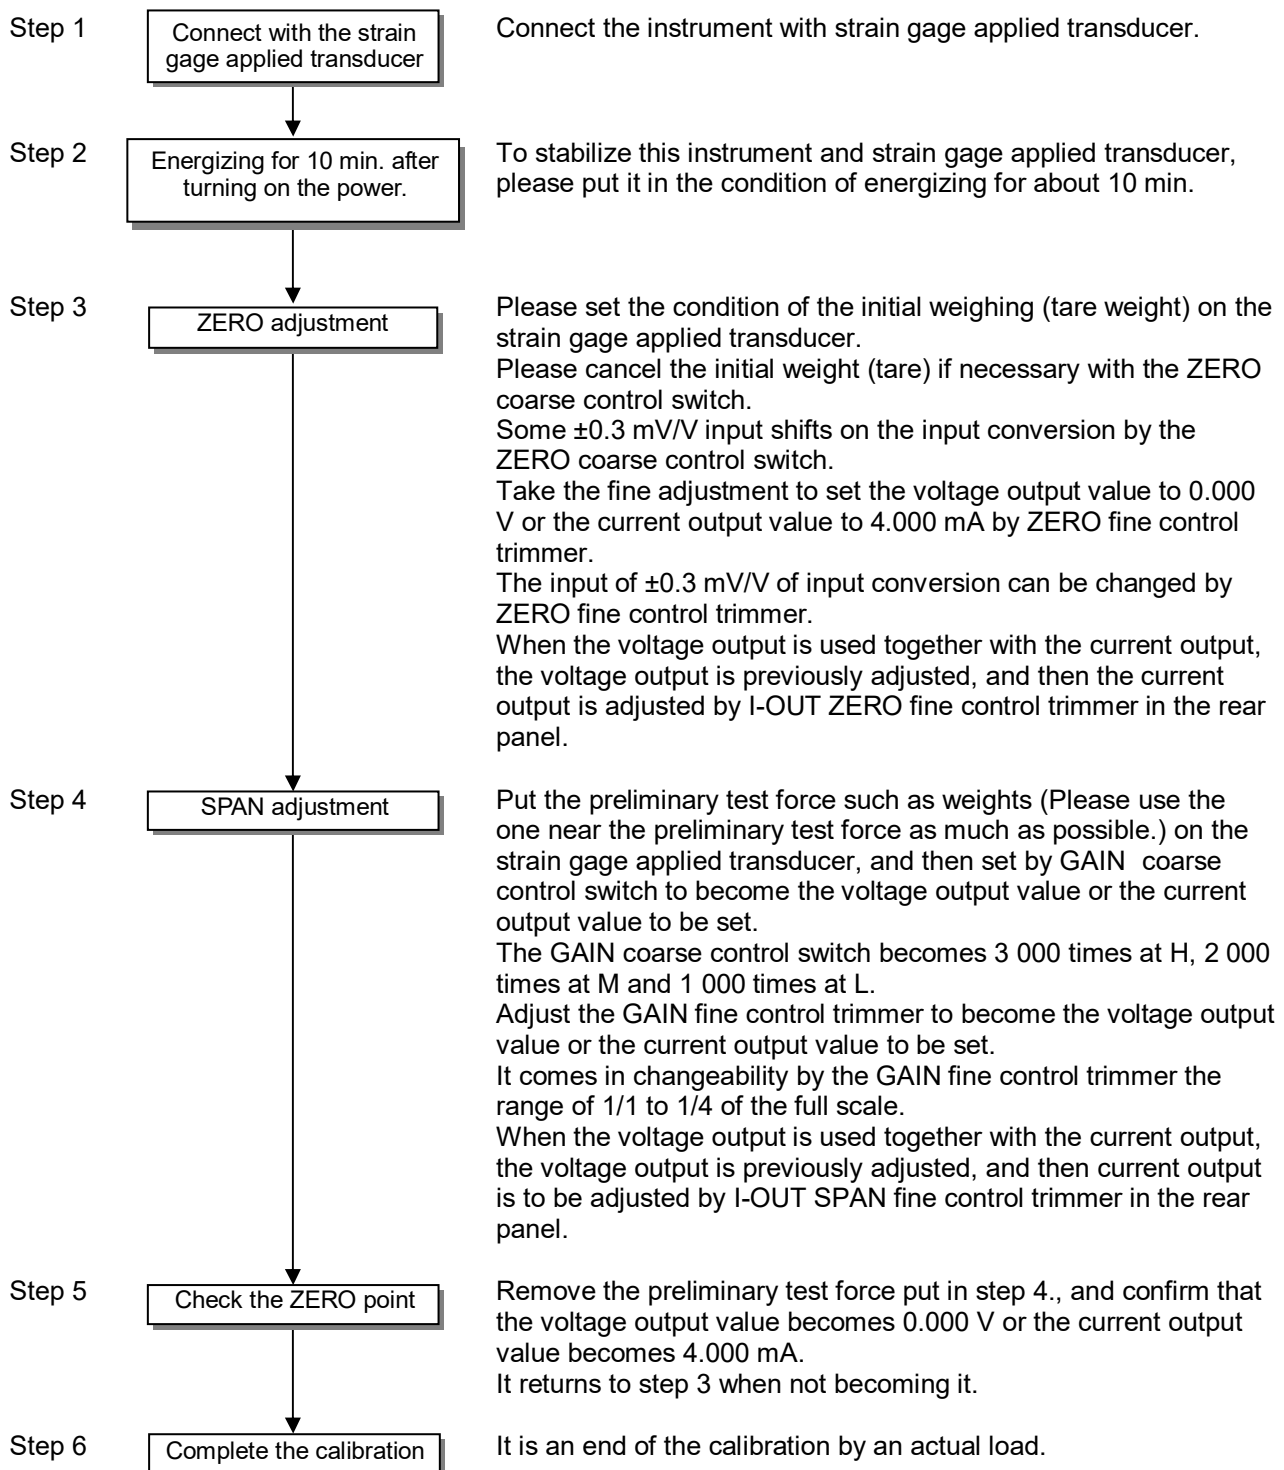 Step 1
Connect with the strain
gage applied transducer
Connect the instrument with strain gage applied transducer.
Step 2
Energizing for 10 min. after
turning on the power.
To stabilize this instrument and strain gage applied transducer,
please put it in the condition of energizing for about 10 min.
Step 3
ZERO adjustment
Please set the condition of the initial weighing (tare weight) on the
strain gage applied transducer.
Please cancel the initial weight (tare) if necessary with the ZERO
coarse control switch.
Some ±0.3 mV/V input shifts on the input conversion by the
ZERO coarse control switch.
Take the fine adjustment to set the voltage output value to 0.000
V or the current output value to 4.000 mA by ZERO fine control
trimmer.
The input of ±0.3 mV/V of input conversion can be changed by
ZERO fine control trimmer.
When the voltage output is used together with the current output,
the voltage output is previously adjusted, and then the current
output is adjusted by I-OUT ZERO fine control trimmer in the rear
panel.
Step 4
SPAN adjustment
Put the preliminary test force such as weights (Please use the
one near the preliminary test force as much as possible.) on the
strain gage applied transducer, and then set by GAIN coarse
control switch to become the voltage output value or the current
output value to be set.
The GAIN coarse control switch becomes 3 000 times at H, 2 000
times at M and 1 000 times at L.
Adjust the GAIN fine control trimmer to become the voltage output
value or the current output value to be set.
It comes in changeability by the GAIN fine control trimmer the
range of 1/1 to 1/4 of the full scale.
When the voltage output is used together with the current output,
the voltage output is previously adjusted, and then current output
is to be adjusted by I-OUT SPAN fine control trimmer in the rear
panel.
Step 5
Check the ZERO point
Remove the preliminary test force put in step 4., and confirm that
the voltage output value becomes 0.000 V or the current output
value becomes 4.000 mA.
It returns to step 3 when not becoming it.
Step 6
Complete the calibration
It is an end of the calibration by an actual load.